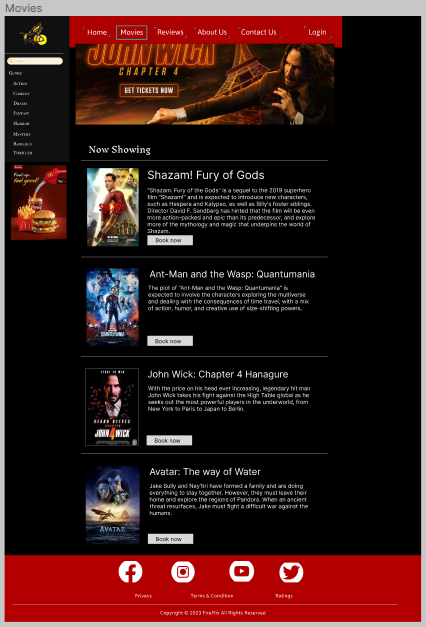 Movies
Home Movies Reviews About Us Contact Us Login
JOHN WICK
CHAPTER 4
GET TICKETS NOW
Genre
Action
Comedy
Drama
Fantasy
Horror
Mystery
Romance
Thriller
feel good!
Now Showing
Shazam! Fury of Gods
"Shazam: Fury of the Gods" is a sequel to the 2019 superhero
film "Shazam!" and is expected to introduce new characters,
such as Hespera and Kalypso, as well as Billy's foster siblings.
Director David F. Sandberg has hinted that the film will be even
more action-packed and epic than its predecessor, and explore
more of the mythology and magic that underpins the world of
Shazam.
Book now
Ant-Man and the Wasp: Quantumania
The plot of "Ant-Man and the Wasp: Quantumania" is
expected to involve the characters exploring the multiverse
and dealing with the consequences of time travel, with a mix
of action, humor, and creative use of size-shifting powers.
QUANTUMANIA
Book now
John Wick: Chapter 4 Hanagure
With the price on his head ever increasing, legendary hit man
John Wick takes his fight against the High Table global as he
seeks out the most powerful players in the underworld, from
New York to Paris to Japan to Berlin.
KEANU REEVES
JOHN WICK
4
Book now
Avatar: The way of Water
Jake Sully and Ney'tiri have formed a family and are doing
everything to stay together. However, they must leave their
home and explore the regions of Pandora. When an ancient
threat resurfaces, Jake must fight a difficult war against the
humans.
AVATAR
Book now
Privacy Terms & Condition Ratings
Copyright © 2023 FireFlix All Rights Reserved